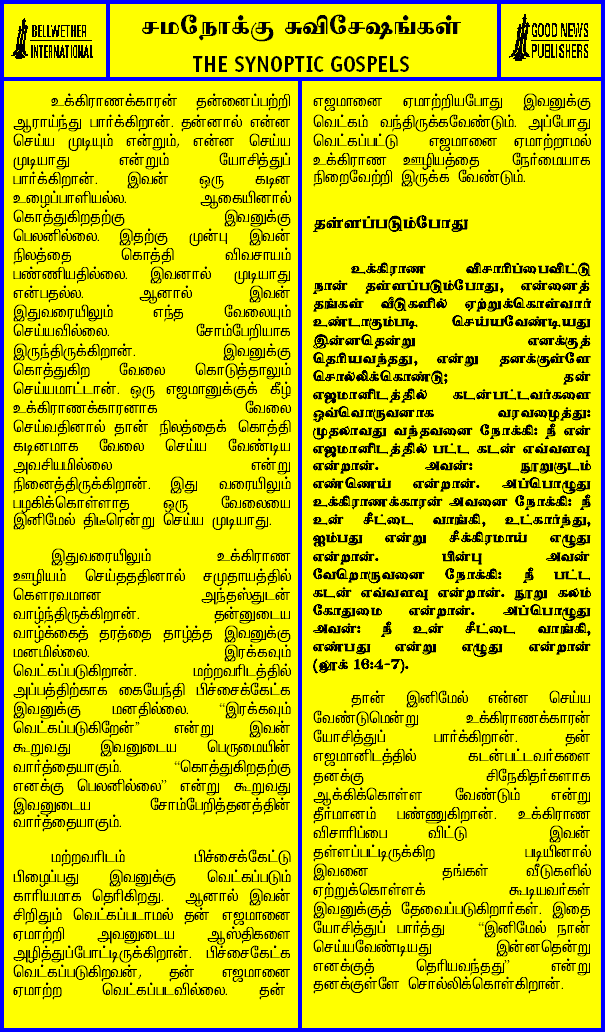 BELLWETHER
INTERNATIONAL
சமநோக்கு சுவிசேஷங்கள்
THE SYNOPTIC GOSPELS
GOOD NEWS
PUBLISHERS
உக்கிராணக்காரன் தன்னைப்பற்றி
ஆராய்ந்து பார்க்கிறான். தன்னால் என்ன
செய்ய முடியும் என்றும், என்ன செய்ய
முடியாது என்றும் யோசித்துப்
பார்க்கிறான். இவன் ஒரு கடின
உழைப்பாளியல்ல. ஆகையினால்
கொத்துகிறதற்கு இவனுக்கு
பெலனில்லை. இதற்கு முன்பு இவன்
நிலத்தை கொத்தி விவசாயம்
பண்ணியதில்லை. இவனால் முடியாது
என்பதல்ல. ஆனால் இவன்
இதுவரையிலும் எந்த வேலையும்
செய்யவில்லை. சோம்பேறியாக
இருந்திருக்கிறான். இவனுக்கு
கொத்துகிற வேலை கொடுத்தாலும்
செய்யமாட்டான். ஒரு எஜமானுக்குக் கீழ்
உக்கிராணக்காரனாக வேலை
செய்வதினால் தான் நிலத்தைக் கொத்தி
கடினமாக வேலை செய்ய வேண்டிய
அவசியமில்லை என்று
நினைத்திருக்கிறான். இது வரையிலும்
பழகிக்கொள்ளாத ஒரு வேலையை
இனிமேல் திடீரென்று செய்ய முடியாது.
இதுவரையிலும் உக்கிராண
ஊழியம் செய்தததினால் சமுதாயத்தில்
கௌரவமான அந்தஸ்துடன்
வாழ்ந்திருக்கிறான். தன்னுடைய
வாழ்க்கைத் தரத்தை தாழ்த்த இவனுக்கு
மனமில்லை. இரக்கவும்
வெட்கப்படுகிறான். மற்றவரிடத்தில்
அப்பத்திற்காக கையேந்தி பிச்சைக்கேட்க
இவனுக்கு மனதில்லை. “இரக்கவும்
வெட்கப்படுகிறேன்” என்று இவன்
கூறுவது இவனுடைய பெருமையின்
வார்த்தையாகும். “கொத்துகிறதற்கு
எனக்கு பெலனில்லை” என்று கூறுவது
இவனுடைய சோம்பேறித்தனத்தின்
வார்த்தையாகும்.
மற்றவரிடம் பிச்சைக்கேட்டு
பிழைப்பது இவனுக்கு வெட்கப்படும்
காரியமாக தெரிகிறது. ஆனால் இவன்
சிறிதும் வெட்கப்படாமல் தன் எஜமானை
ஏமாற்றி அவனுடைய ஆஸ்திகளை
அழித்துப்போட்டிருக்கிறான். பிச்சைகேட்க
வெட்கப்படுகிறவன், தன் எஜமானை
ஏமாற்ற வெட்கப்படவில்லை. தன்
எஜமானை ஏமாற்றியபோது இவனுக்கு
வெட்கம் வந்திருக்கவேண்டும். அப்போது
வெட்கப்பட்டு எஜமானை ஏமாற்றாமல்
உக்கிராண ஊழியத்தை நேர்மையாக
நிறைவேற்றி இருக்க வேண்டும்.
தள்ளப்படும்போது
உக்கிராண விசாரிப்பைவிட்டு
நான் தள்ளப்படும்போது, என்னைத்
தங்கள் வீடுகளில் ஏற்றுக்கொள்வார்
உண்டாகும்படி செய்யவேண்டியது
இன்னதென்று எனக்குத்
தெரியவந்தது, என்று தனக்குள்ளே
சொல்லிக்கொண்டு; தன்
எஜமானிடத்தில் கடன்பட்டவர்களை
ஒவ்வொருவனாக வரவழைத்து:
முதலாவது வந்தவனை நோக்கி: நீ என்
எஜமானிடத்தில் பட்ட கடன் எவ்வளவு
என்றான். அவன்: நூறுகுடம்
எண்ணெய் என்றான். அப்பொழுது
உக்கிராணக்காரன் அவனை நோக்கி: நீ
உன் சீட்டை வாங்கி, உட்கார்ந்து,
ஐம்பது என்று சீக்கிரமாய் எழுது
என்றான். பின்பு அவன்
வேறொருவனை நோக்கி: நீ பட்ட
கடன் எவ்வளவு என்றான். நூறு கலம்
கோதுமை என்றான். அப்பொழுது
அவன்: நீ உன் சீட்டை வாங்கி,
எண்பது என்று எழுது என்றான்
(லூக் 16:4-7).
தான் இனிமேல் என்ன செய்ய
வேண்டுமென்று உக்கிராணக்காரன்
யோசித்துப் பார்க்கிறான். தன்
எஜமானிடத்தில் கடன்பட்டவர்களை
தனக்கு சிநேகிதர்களாக
ஆக்கிக்கொள்ள வேண்டும் என்று
தீர்மானம் பண்ணுகிறான். உக்கிராண
விசாரிப்பை விட்டு இவன்
தள்ளப்பட்டிருக்கிற படியினால்
இவனை தங்கள் வீடுகளில்
ஏற்றுக்கொள்ளக் கூடியவர்கள்
இவனுக்குத் தேவைப்படுகிறார்கள். இதை
யோசித்துப் பார்த்து “இனிமேல் நான்
செய்யவேண்டியது இன்னதென்று
எனக்குத் தெரியவந்தது” என்று
தனக்குள்ளே சொல்லிக்கொள்கிறான்.